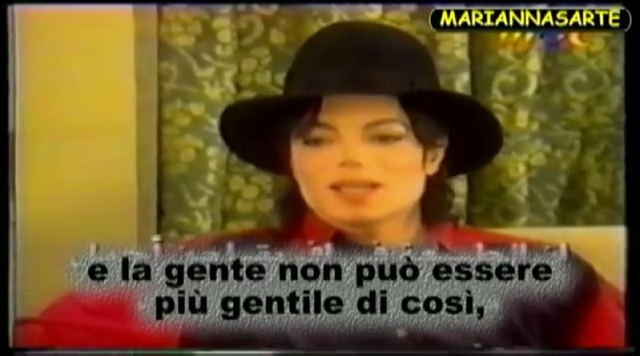 MARIANNASARTE
e la gente non può essere
più gentile di così,